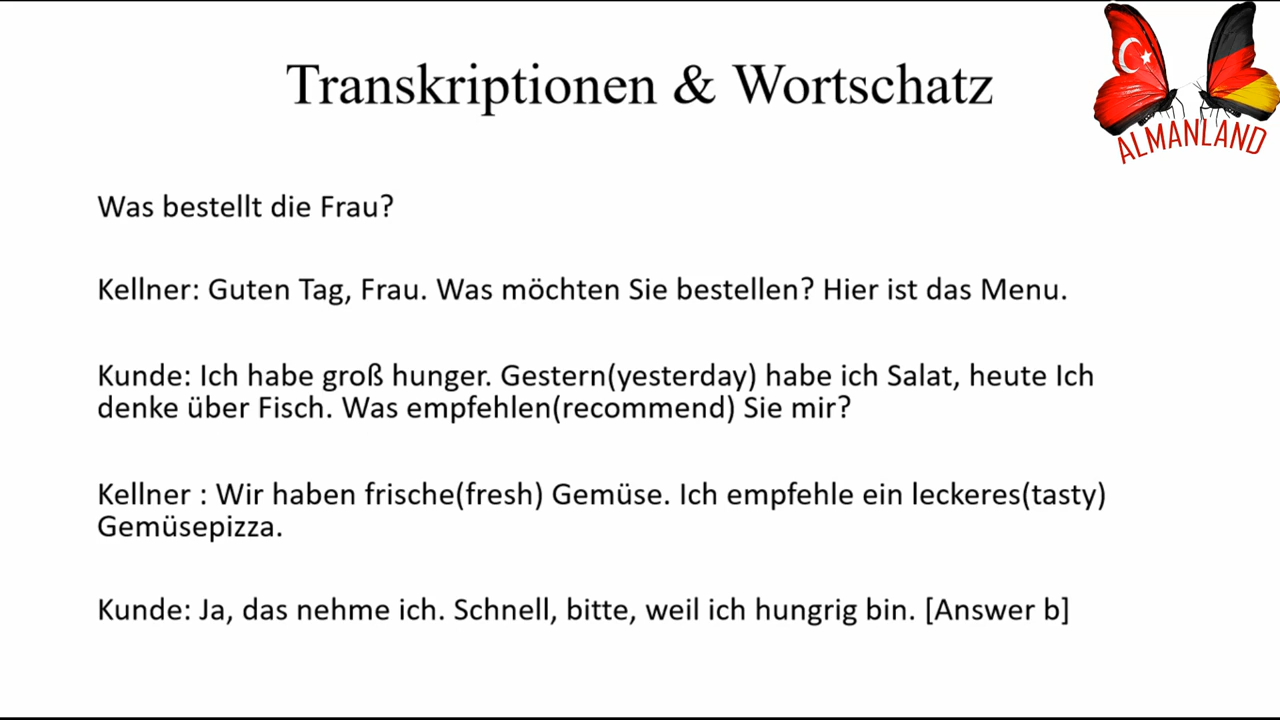 Transkriptionen & Wortschatz
ALMANLAND
Was bestellt die Frau?
Kellner: Guten Tag, Frau. Was möchten Sie bestellen? Hier ist das Menu.
Kunde: Ich habe groß hunger. Gestern(yesterday) habe ich Salat, heute Ich
denke über Fisch. Was empfehlen(recommend) Sie mir?
Kellner : Wir haben frische(fresh) Gemüse. Ich empfehle ein leckeres(tasty)
Gemüsepizza.
Kunde: Ja, das nehme ich. Schnell, bitte, weil ich hungrig bin. [Answer b]